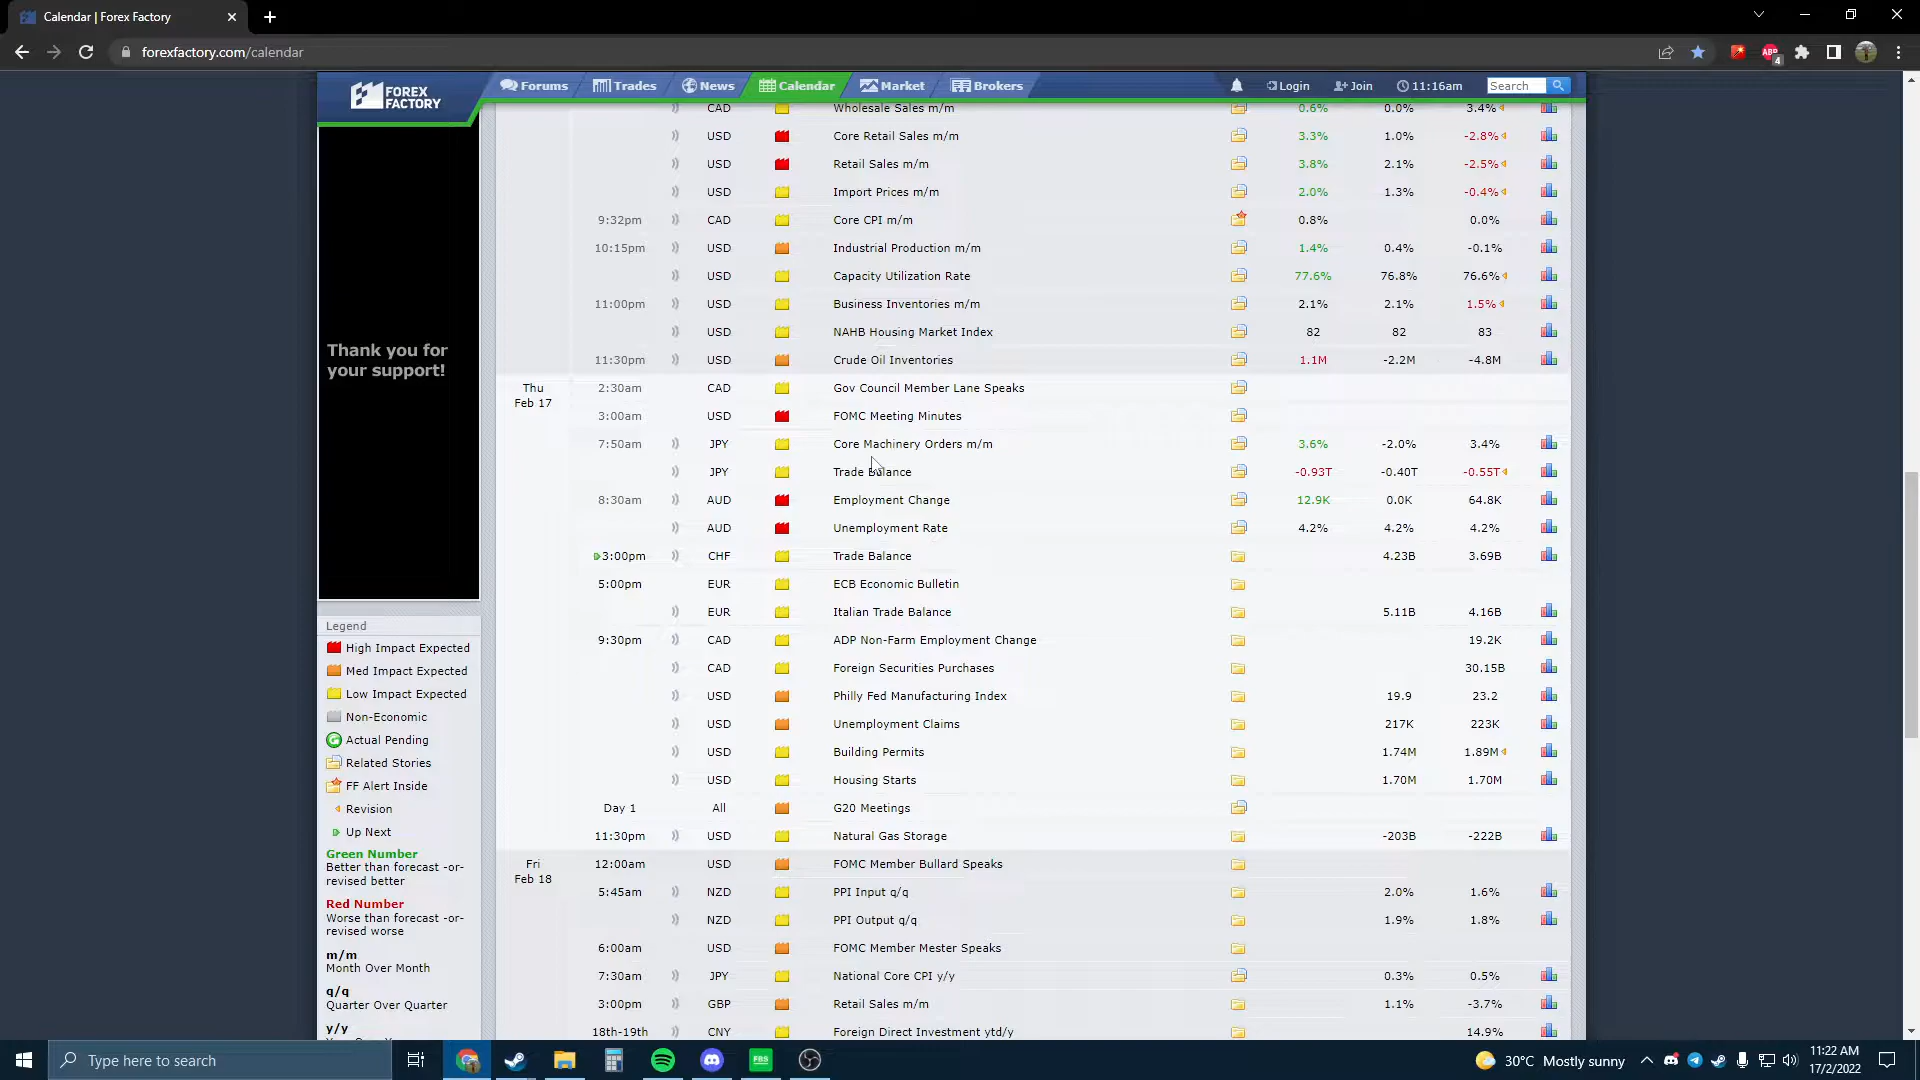 Calendar | Forex Factory
forexfactory.com/calendar
ABP
4
FOREX
FACTORY
Forums
Trades
News
Calendar
Market
Brokers
Login
Join
11:16am
Search
CAD Wholesale Sales m/m 0.6% 0.0% 3.4%
USD Core Retail Sales m/m 3.3% 1.0% -2.8%
USD Retail Sales m/m 3.8% 2.1% -2.5%
USD Import Prices m/m 2.0% 1.3% -0.4%
9:32pm CAD Core CPI m/m 0.8% 0.0%
10:15pm USD Industrial Production m/m 1.4% 0.4% -0.1%
USD Capacity Utilization Rate 77.6% 76.8% 76.6%
11:00pm USD Business Inventories m/m 2.1% 2.1% 1.5%
USD NAHB Housing Market Index 82 82 83
11:30pm USD Crude Oil Inventories 1.1M -2.2M -4.8M
Thu
Feb 17
2:30am CAD Gov Council Member Lane Speaks
3:00am USD FOMC Meeting Minutes
7:50am JPY Core Machinery Orders m/m 3.6% -2.0% 3.4%
JPY Trade Balance -0.93T -0.40T -0.55T
8:30am AUD Employment Change 12.9K 0.0K 64.8K
AUD Unemployment Rate 4.2% 4.2% 4.2%
3:00pm CHF Trade Balance 4.23B 3.69B
5:00pm EUR ECB Economic Bulletin
EUR Italian Trade Balance 5.11B 4.16B
9:30pm CAD ADP Non-Farm Employment Change 19.2K
CAD Foreign Securities Purchases 30.15B
USD Philly Fed Manufacturing Index 19.9 23.2
USD Unemployment Claims 217K 223K
USD Building Permits 1.74M 1.89M
USD Housing Starts 1.70M 1.70M
Day 1 All G20 Meetings
11:30pm USD Natural Gas Storage -203B -222B
Fri
Feb 18
12:00am USD FOMC Member Bullard Speaks
5:45am NZD PPI Input q/q 2.0% 1.6%
NZD PPI Output q/q 1.9% 1.8%
6:00am USD FOMC Member Mester Speaks
7:30am JPY National Core CPI y/y 0.3% 0.5%
3:00pm GBP Retail Sales m/m 1.1% -3.7%
18th-19th CNY Foreign Direct Investment ytd/y 14.9%
Thank you for
your support!
Legend
High Impact Expected
Med Impact Expected
Low Impact Expected
Non-Economic
Actual Pending
Related Stories
FF Alert Inside
Revision
Up Next
Green Number
Better than forecast -or-
revised better
Red Number
Worse than forecast -or-
revised worse
m/m
Month Over Month
q/q
Quarter Over Quarter
y/y
Type here to search
FBS
30°C Mostly sunny
11:22 AM
17/2/2022